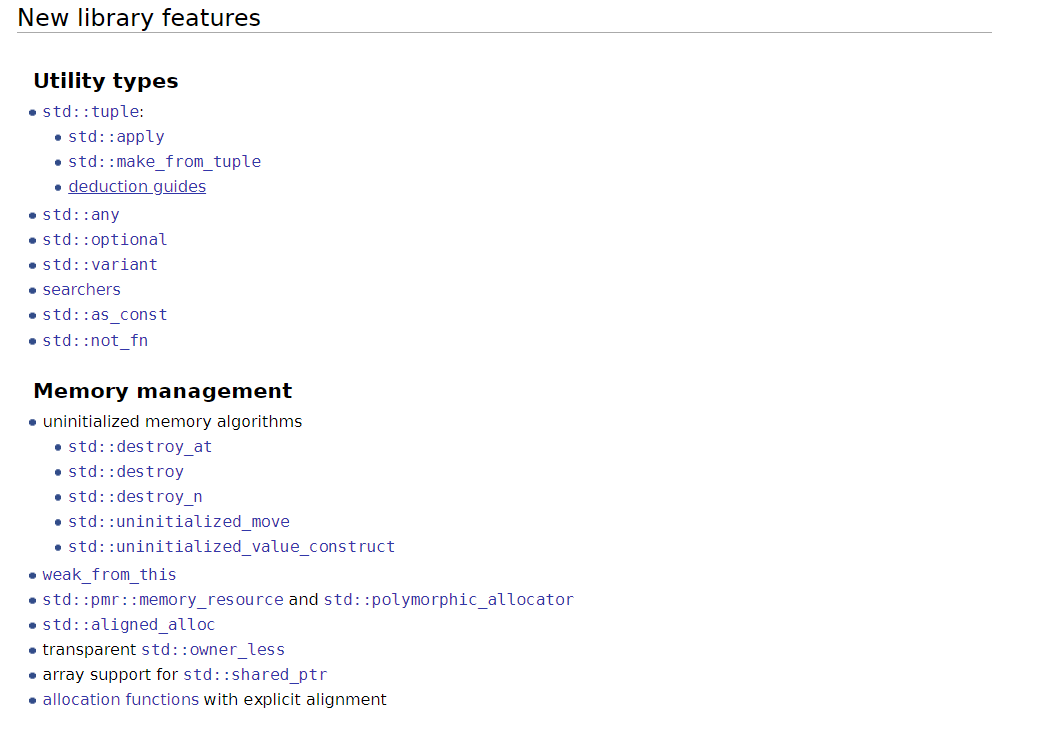 New library features
Utility types
std::tuple:
std::apply
std::make_from_tuple
deduction guides
std::any
std::optional
std::variant
searchers
std::as_const
std::not_fn
Memory management
uninitialized memory algorithms
std::destroy_at
std::destroy
std::destroy_n
std::uninitialized_move
std::uninitialized_value_construct
weak_from_this
std::pmr::memory_resource and std::polymorphic_allocator
std::aligned_alloc
transparent std::owner_less
array support for std::shared_ptr
allocation functions with explicit alignment